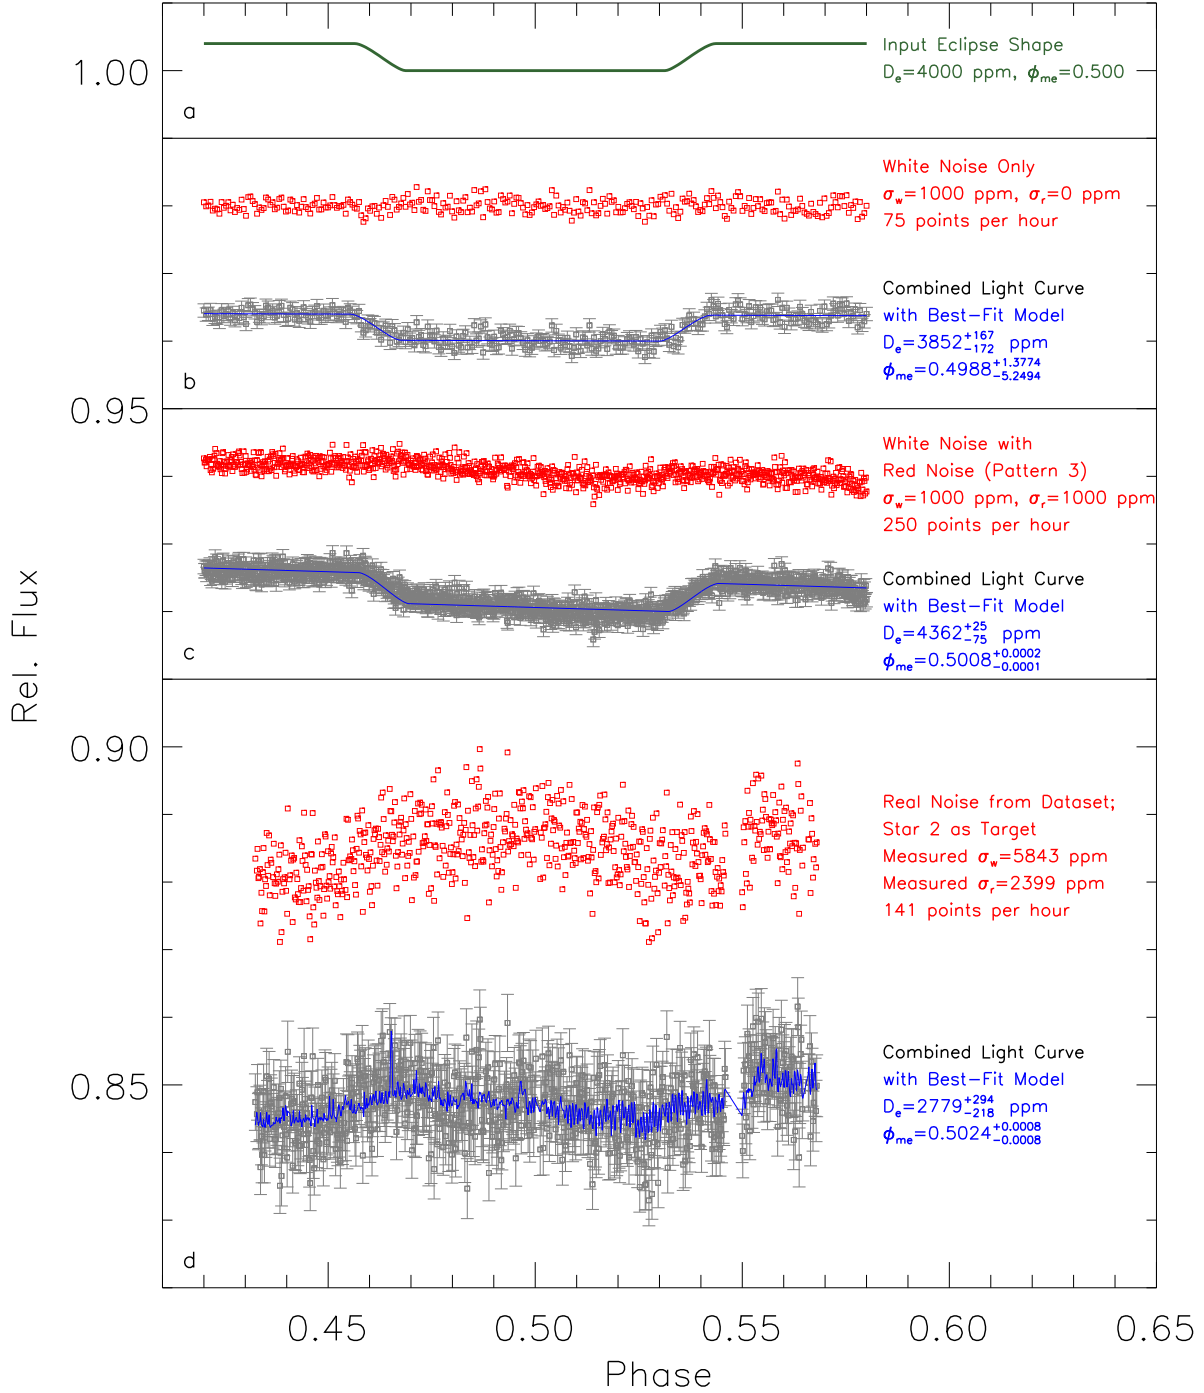 Input Eclipse Shape
Dₑ=4000 ppm, ϕₘₑ=0.500
1.00
a
White Noise Only
σ_w=1000 ppm, σ_r=0 ppm
75 points per hour
Combined Light Curve
with Best-Fit Model
Dₑ=3852 +167 -172 ppm
ϕₘₑ=0.4988 +1.3774 -5.2494
b
0.95
White Noise with
Red Noise (Pattern 3)
σ_w=1000 ppm, σ_r=1000 ppm
250 points per hour
Combined Light Curve
with Best-Fit Model
Dₑ=4362 +25 -75 ppm
ϕₘₑ=0.5008 +0.0002 -0.0001
c
Rel. Flux
0.90
Real Noise from Dataset;
Star 2 as Target
Measured σ_w=5843 ppm
Measured σ_r=2399 ppm
141 points per hour
0.85
Combined Light Curve
with Best-Fit Model
Dₑ=2779 +294 -218 ppm
ϕₘₑ=0.5024 +0.0008 -0.0008
d
0.45 0.50 0.55 0.60 0.65
Phase